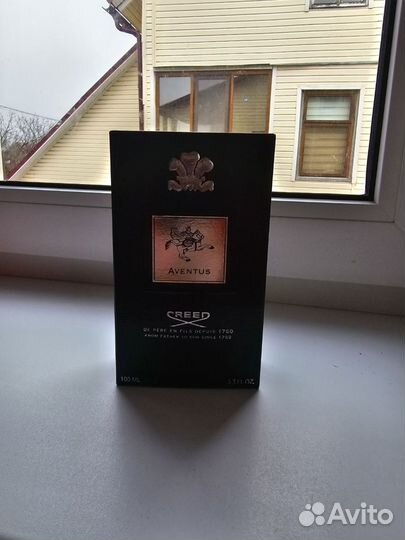 AVENTUS
CREED
DE PÈRE EN FILS DEPUIS 1760
FROM FATHER TO SON SINCE 1760
100 ML
3.3 FL.OZ.
Avito